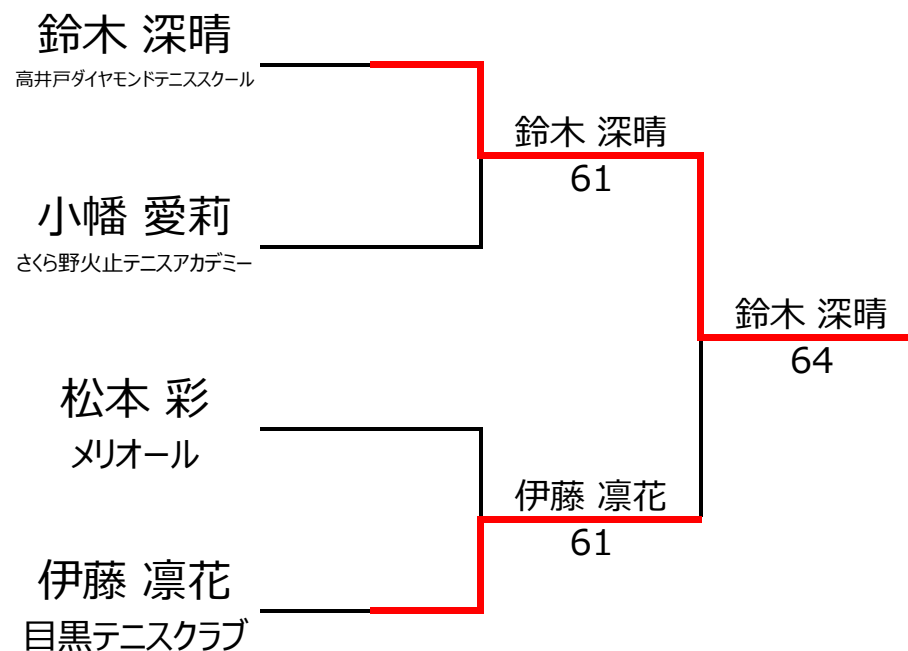 鈴木 深晴
高井戸ダイヤモンドテニススクール
小幡 愛莉
さくら野火止テニスアカデミー
松本 彩
メリオール
伊藤 凛花
目黒テニスクラブ
鈴木 深晴
61
伊藤 凛花
61
鈴木 深晴
64